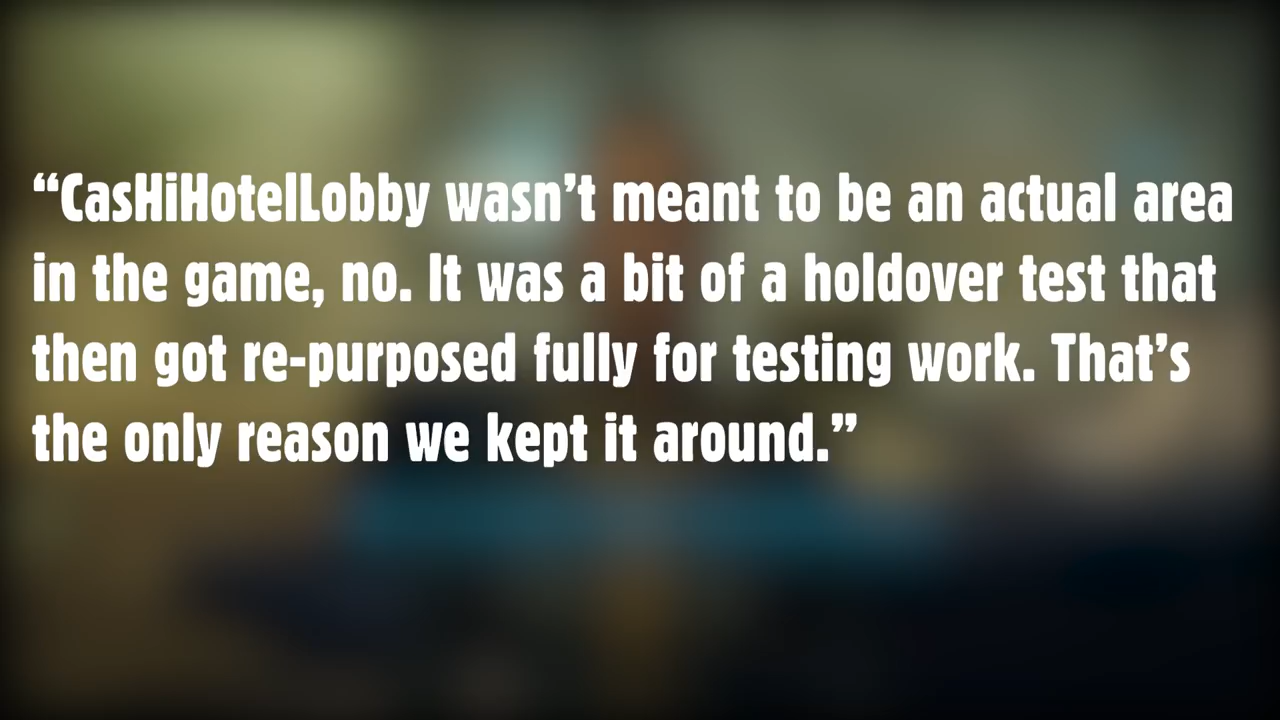 “CasHiHotelLobby wasn’t meant to be an actual area
in the game, no. It was a bit of a holdover test that
then got re-purposed fully for testing work. That’s
the only reason we kept it around.”